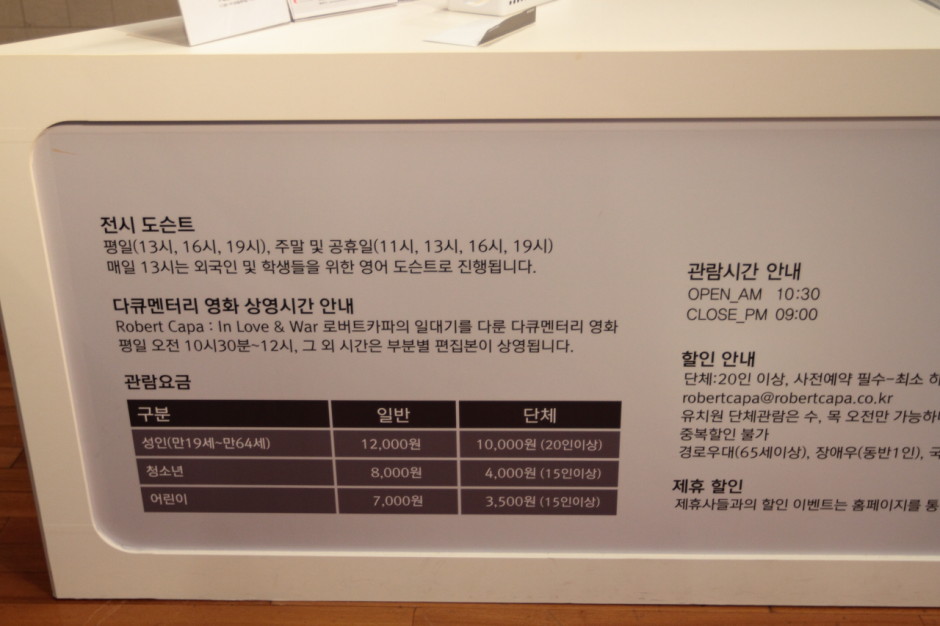 전시 도슨트
평일(13시, 16시, 19시), 주말 및 공휴일(11시, 13시, 16시, 19시)
매일 13시는 외국인 및 학생들을 위한 영어 도슨트로 진행됩니다.
다큐멘터리 영화 상영시간 안내
Robert Capa : In Love & War 로버트카파의 일대기를 다룬 다큐멘터리 영화
평일 오전 10시30분~12시, 그 외 시간은 부분별 편집본이 상영됩니다.
관람요금
구분 일반 단체
성인(만19세~만64세) 12,000원 10,000원 (20인이상)
청소년 8,000원 4,000원 (15인이상)
어린이 7,000원 3,500원 (15인이상)
관람시간 안내
OPEN_AM 10:30
CLOSE_PM 09:00
할인 안내
단체:20인 이상, 사전예약 필수-최소
robertcapa@robertcapa.co.kr
유치원 단체관람은 수, 목 오전만 가능하
중복할인 불가
경로우대(65세이상), 장애우(동반1인),
제휴 할인
제휴사들과의 할인 이벤트는 홈페이지를 통